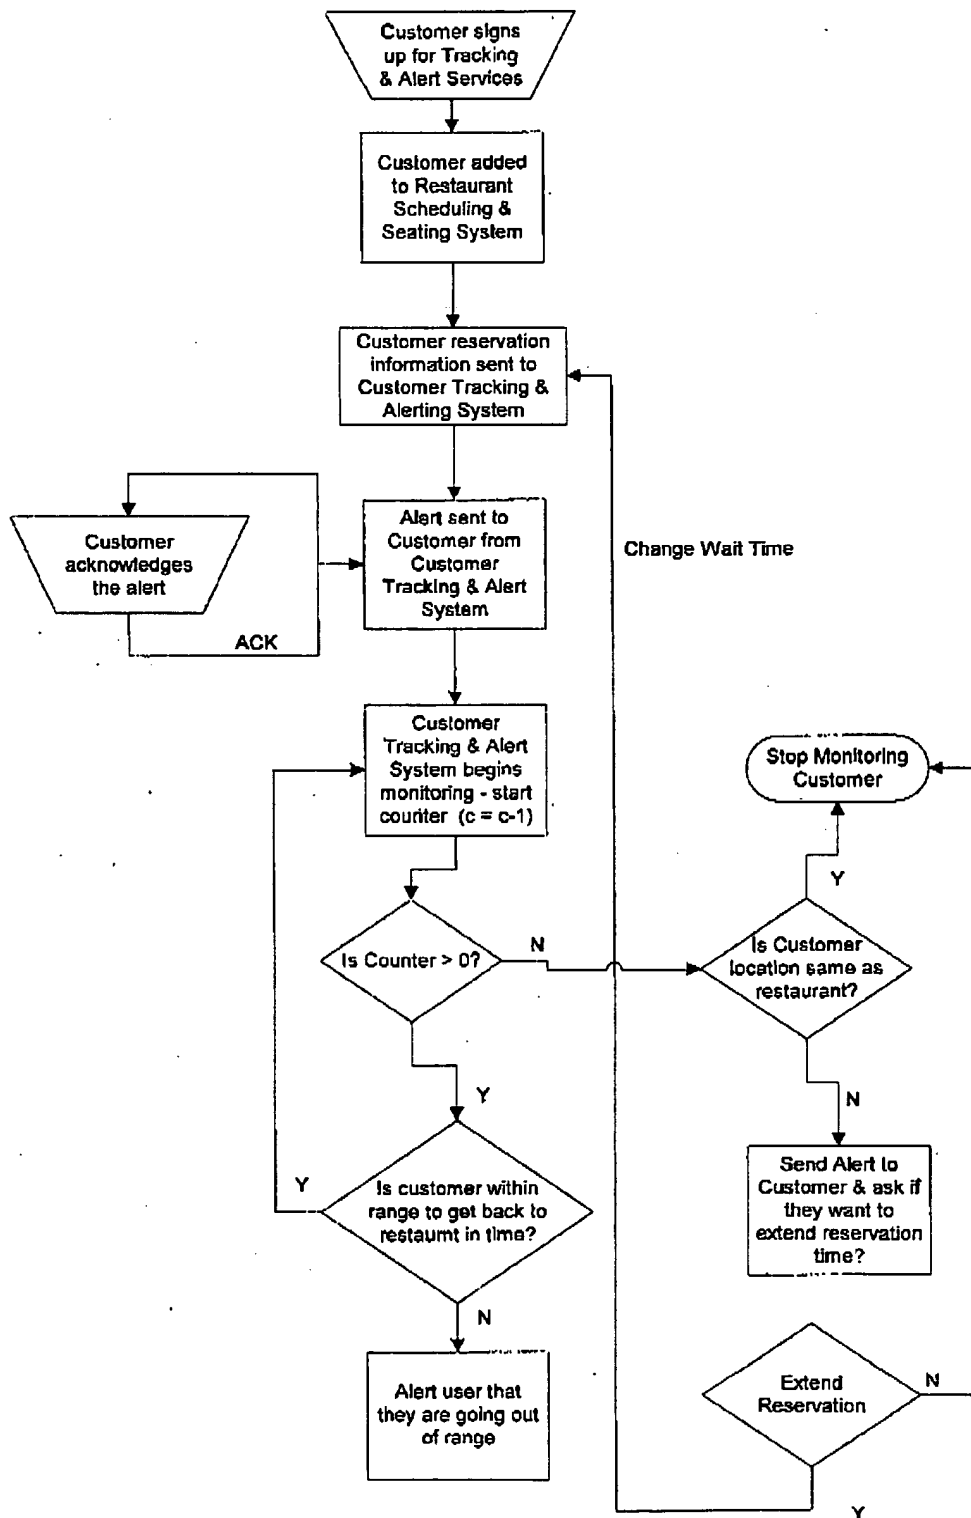 Customer signs
up for Tracking
& Alert Services
Customer added
to Restaurant
Scheduling &
Seating System
Customer reservation
information sent to
Customer Tracking &
Alerting System
Alert sent to
Customer from
Customer
Tracking & Alert
System
Customer
acknowledges
the alert
ACK
Change Wait Time
Customer
Tracking & Alert
System begins
monitoring - start
counter (c = c-1)
Stop Monitoring
Customer
Y
Is Counter > 0?
N
Is Customer
location same as
restaurant?
Y
N
Is customer within
range to get back to
restaumt in time?
Y
N
Send Alert to
Customer & ask if
they want to
extend reservation
time?
Alert user that
they are going out
of range
Extend
Reservation
N
Y